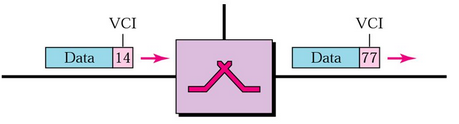 VCI
VCI
Data 14
Data 77